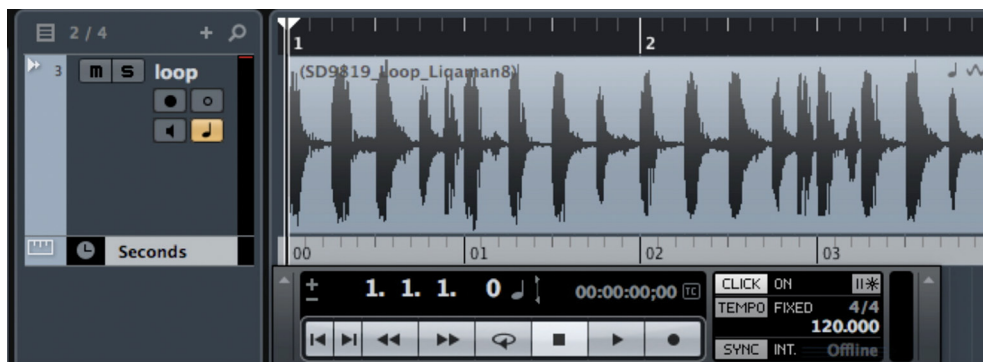 2 / 4
1
2
3
m S loop
(SD9819_Loop_Liqaman8)
Seconds
00
01
02
03
1. 1. 1. 0
00:00:00;00 TC
CLICK ON
TEMPO FIXED 4/4
120.000
SYNC INT. Offline